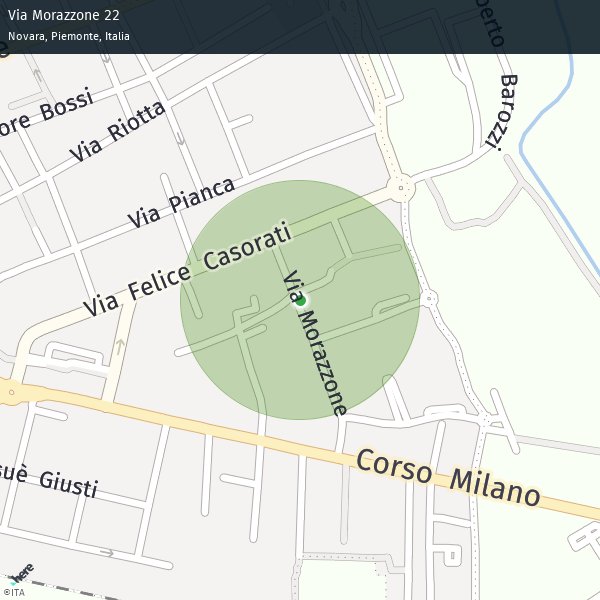 Via Morazzone 22
Novara, Piemonte, Italia
berto Barozzi
ore Bossi
Via Riotta
Via Pianca
Via Felice Casorati
Via Morazzone
Corso Milano
suè Giusti
here
©ITA